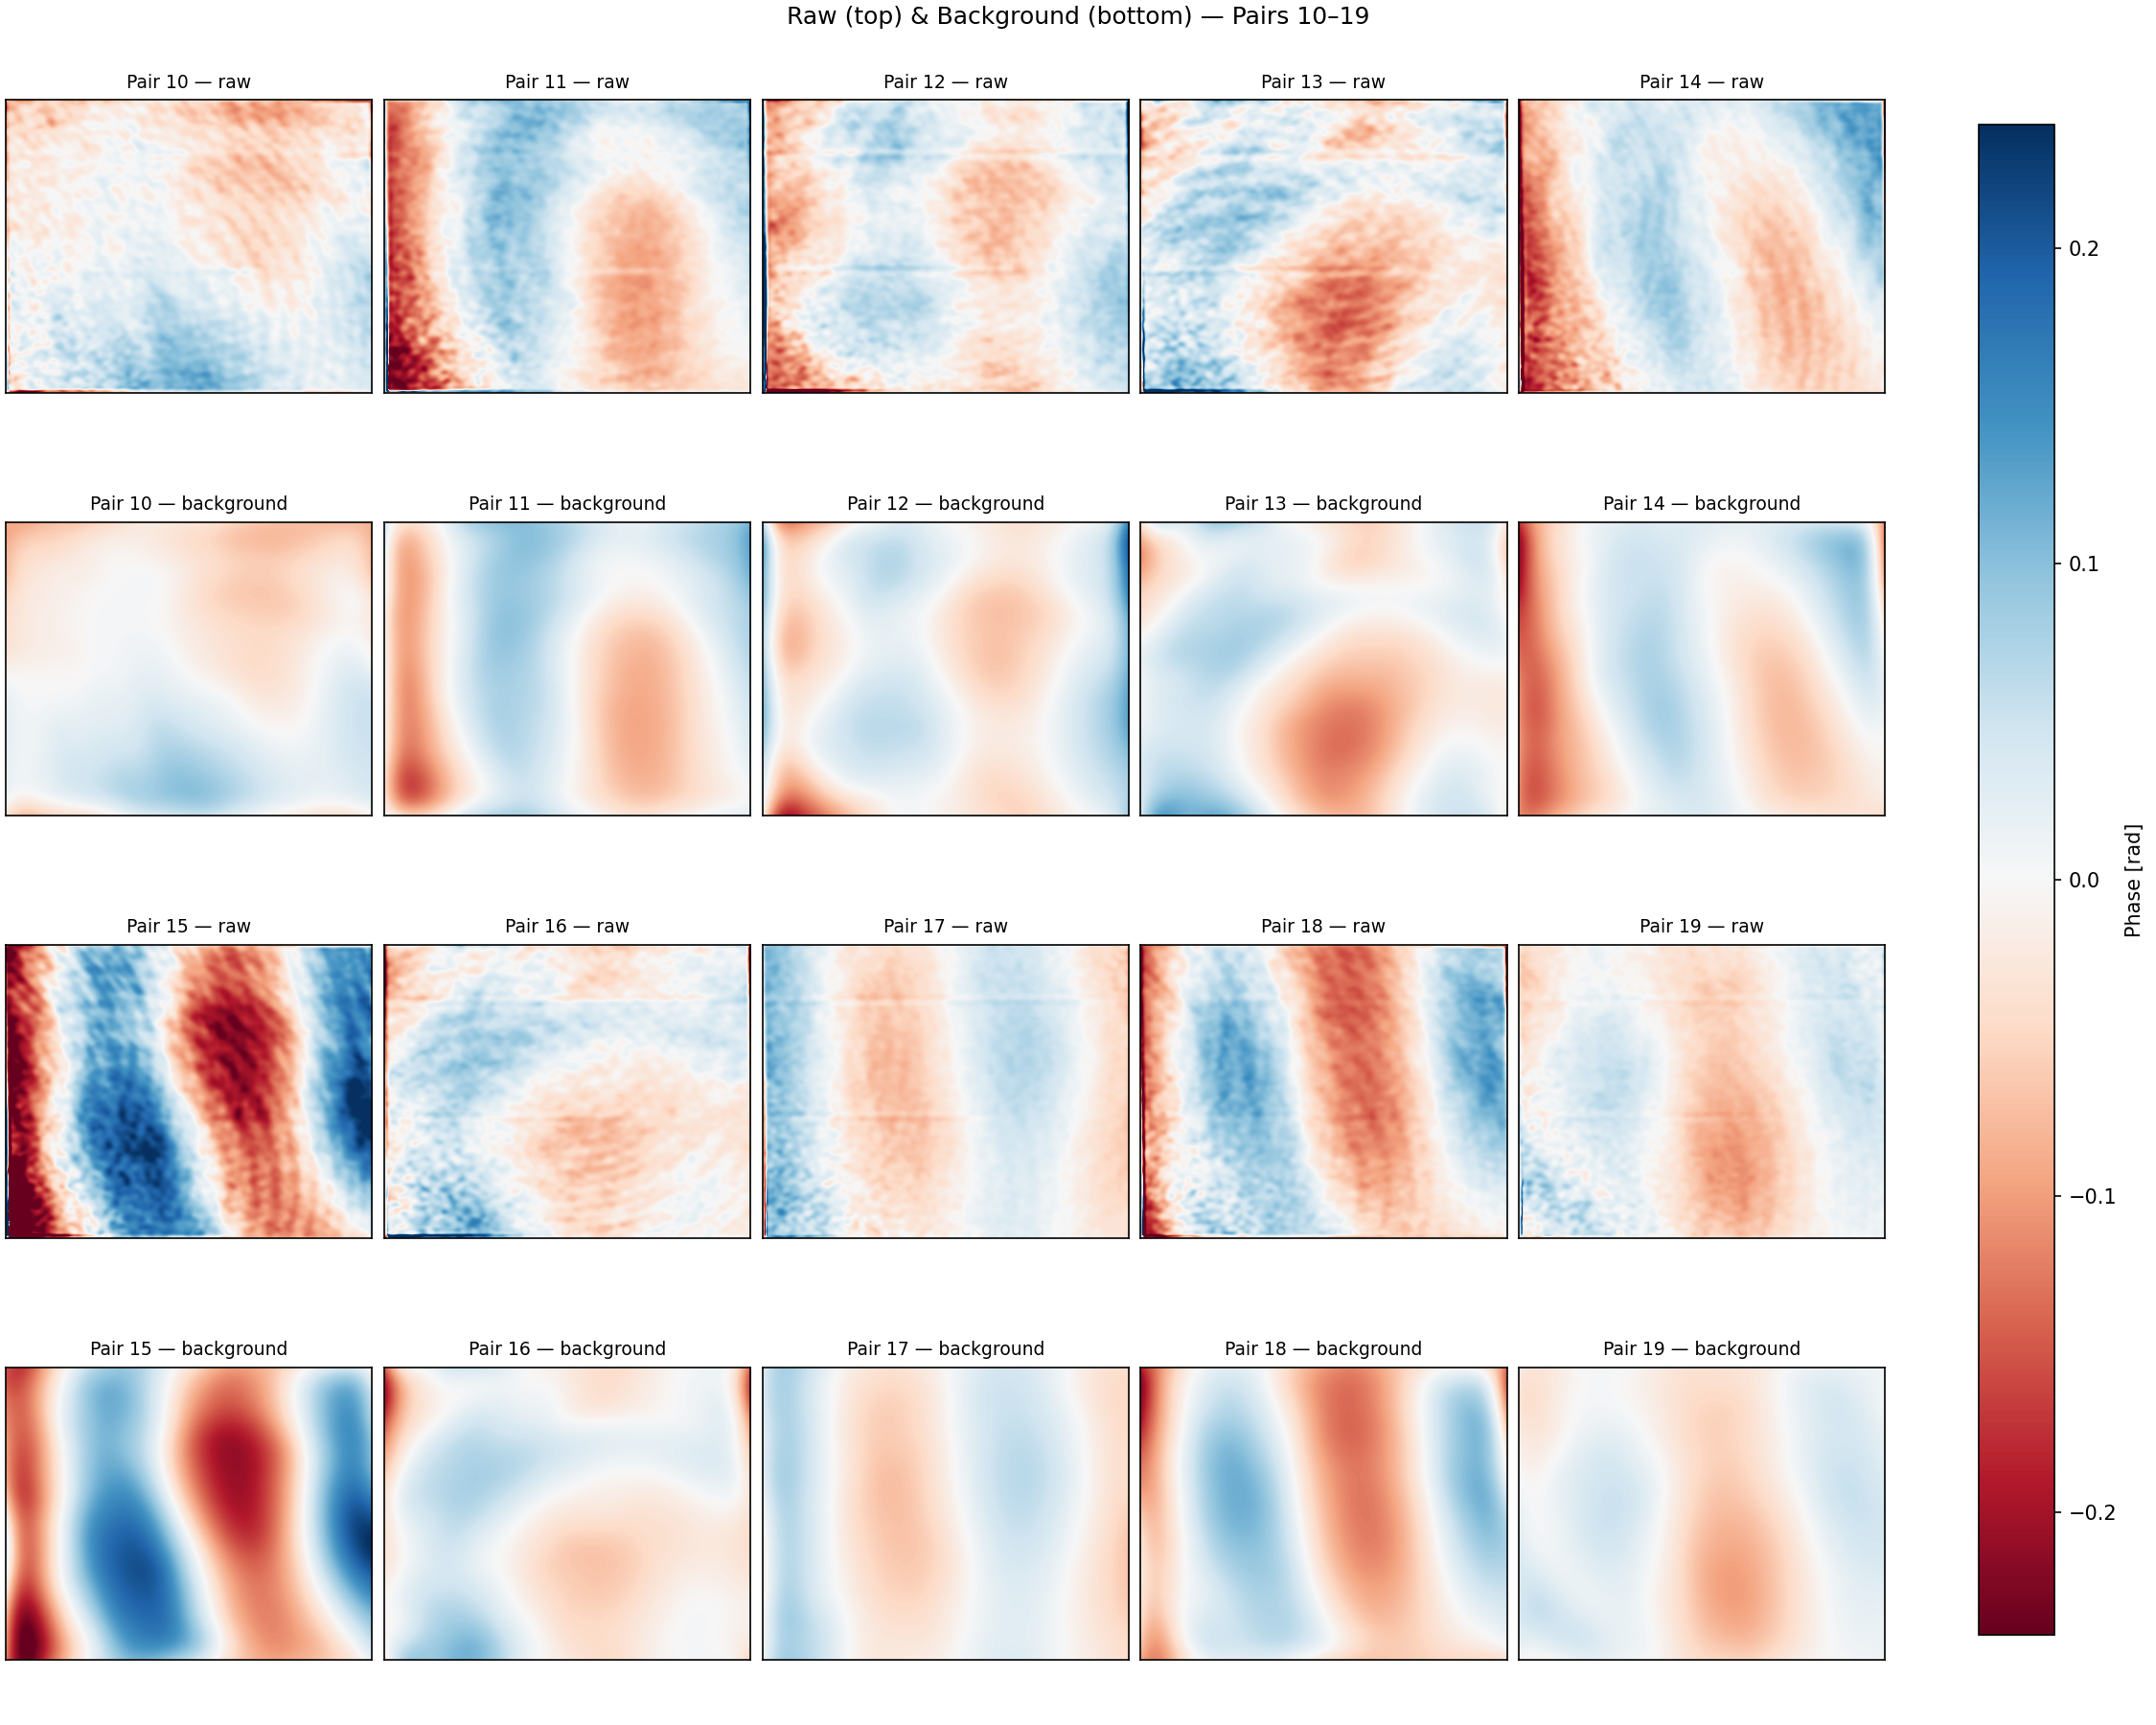 Raw (top) & Background (bottom) — Pairs 10–19
Pair 10 — raw
Pair 11 — raw
Pair 12 — raw
Pair 13 — raw
Pair 14 — raw
Pair 10 — background
Pair 11 — background
Pair 12 — background
Pair 13 — background
Pair 14 — background
Pair 15 — raw
Pair 16 — raw
Pair 17 — raw
Pair 18 — raw
Pair 19 — raw
Pair 15 — background
Pair 16 — background
Pair 17 — background
Pair 18 — background
Pair 19 — background
0.2
0.1
0.0
−0.1
−0.2
Phase [rad]